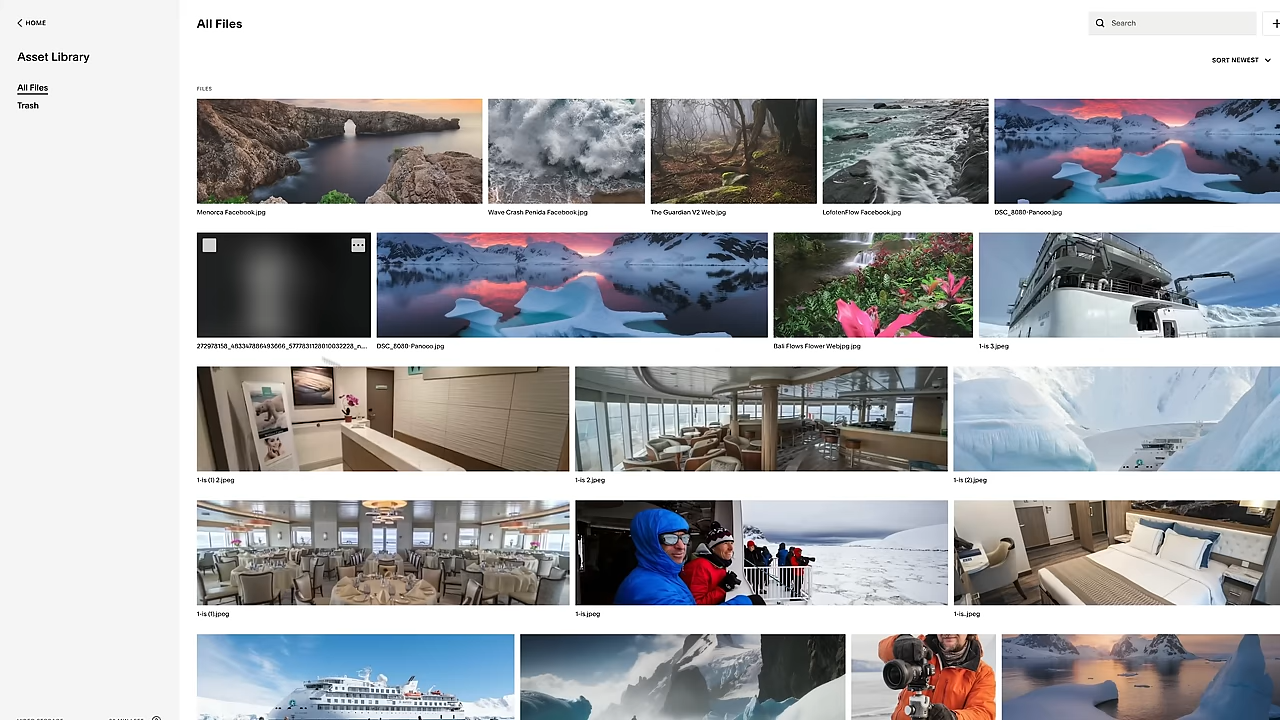 HOME
All Files
Search
Asset Library
SORT NEWEST
All Files
FILES
Trash
Menorca Facebook.jpg
Wave Crash Penida Facebook.jpg
The Guardian V2 Web.jpg
LofotenFlow Facebook.jpg
DSC_8080-Panooo.jpg
DSC_8080-Panooo.jpg
Bali Flows Flower Webjpg.jpg
1-is 3.jpeg
1-is (1) 2.jpeg
1-is 2.jpeg
1-is (2).jpeg
1-is (1).jpeg
1-is.jpeg
1-is..jpeg